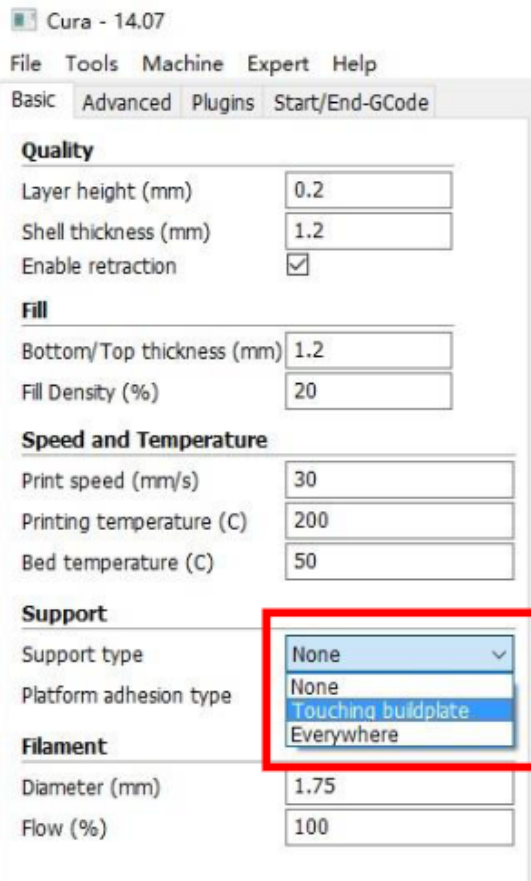 Cura - 14.07
File Tools Machine Expert Help
Basic Advanced Plugins Start/End-GCode
Quality
Layer height (mm) 0.2
Shell thickness (mm) 1.2
Enable retraction
Fill
Bottom/Top thickness (mm) 1.2
Fill Density (%) 20
Speed and Temperature
Print speed (mm/s) 30
Printing temperature (C) 200
Bed temperature (C) 50
Support
Support type None
None
Platform adhesion type Touching buildplate
Everywhere
Filament
Diameter (mm) 1.75
Flow (%) 100